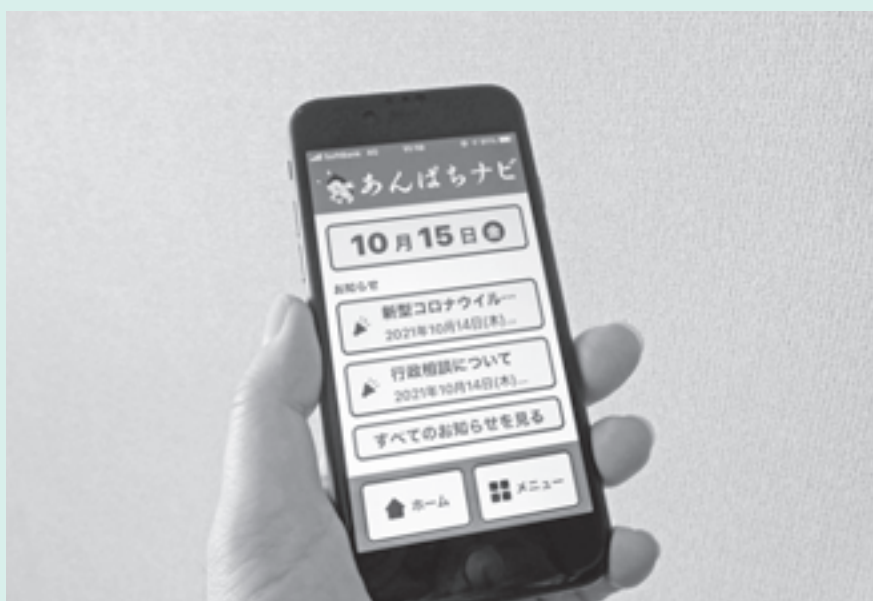 SoftBank 4G
あんぱちナビ
10月15日金
お知らせ
新型コロナウイル…
2021年10月14日(木)...
行政相談について
2021年10月14日(木)...
すべてのお知らせを見る
ホーム
メニュー